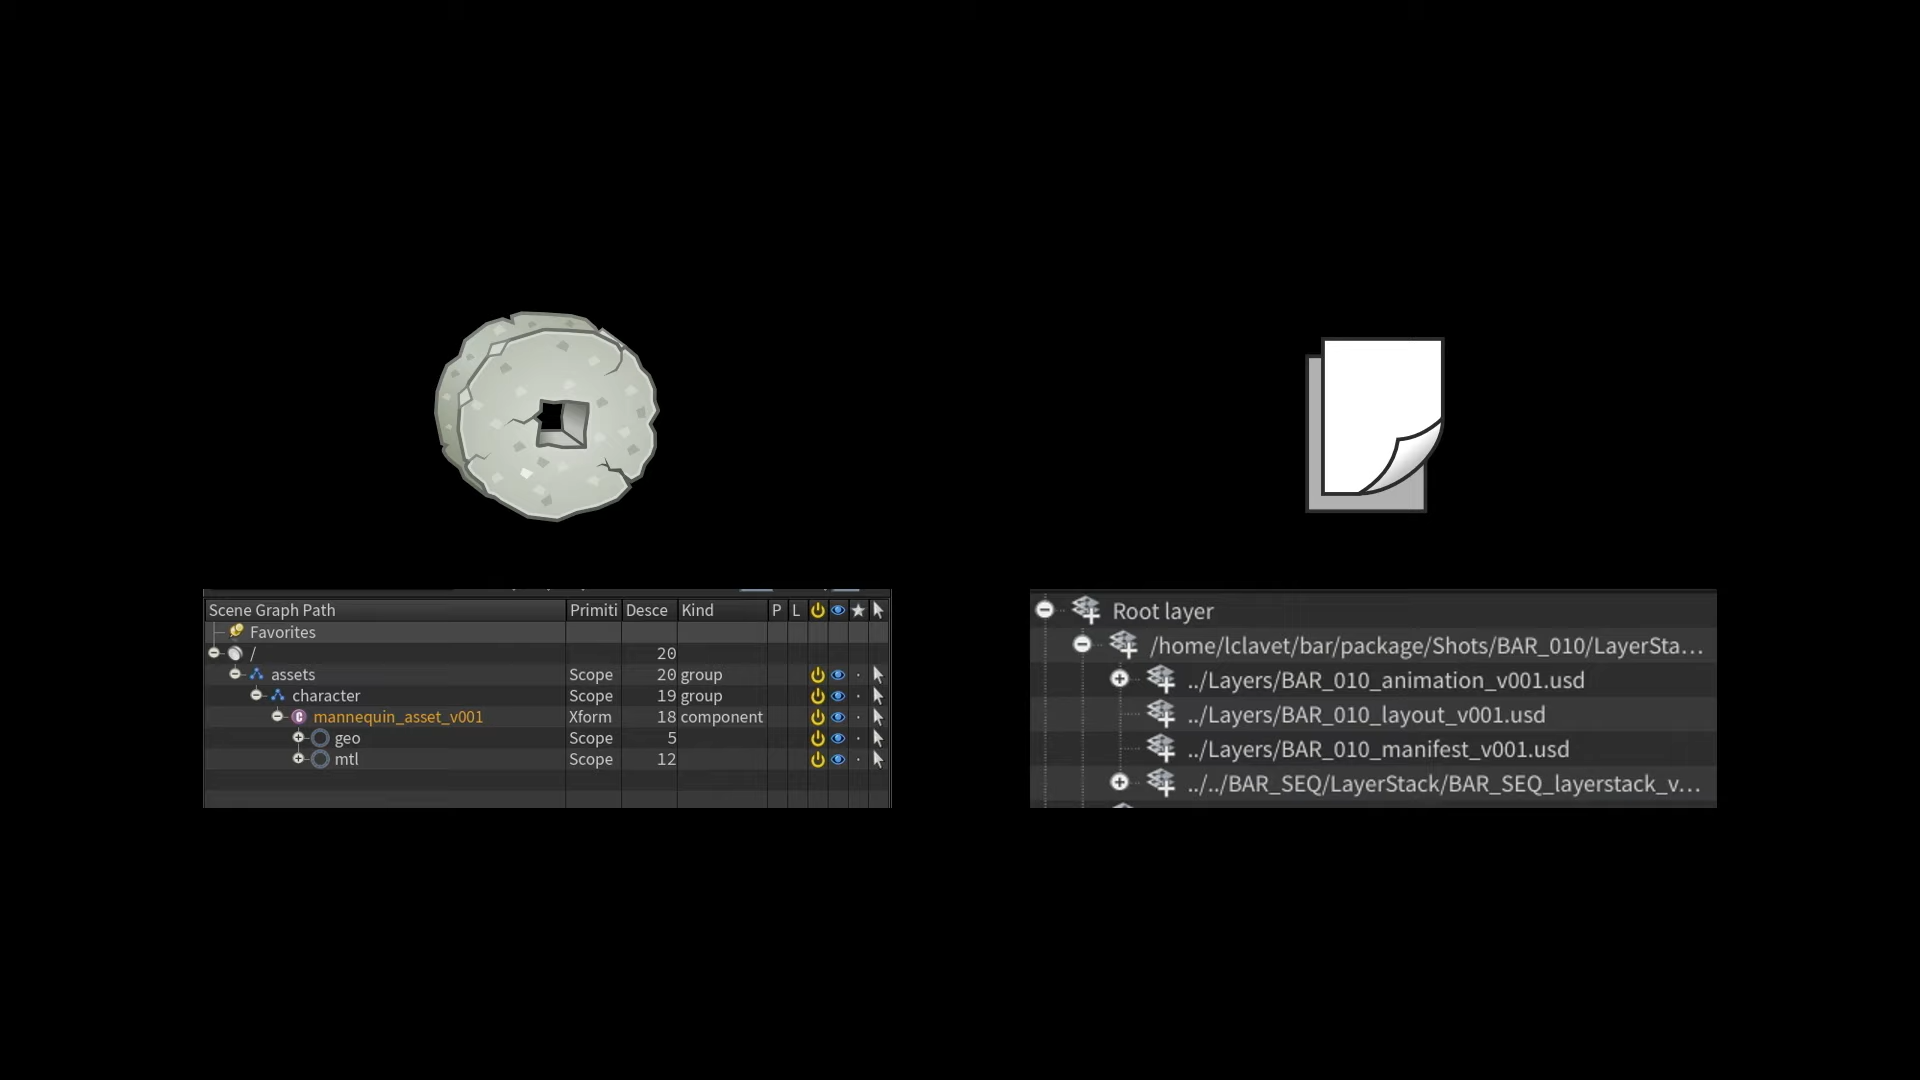 Scene Graph Path Primiti Desce Kind P L
Favorites
/ 20
assets Scope 20 group
character Scope 19 group
mannequin_asset_v001 Xform 18 component
geo Scope 5
mtl Scope 12
Root layer
/home/lclavet/bar/package/Shots/BAR_010/LayerSta...
../Layers/BAR_010_animation_v001.usd
../Layers/BAR_010_layout_v001.usd
../Layers/BAR_010_manifest_v001.usd
../../BAR_SEQ/LayerStack/BAR_SEQ_layerstack_v...